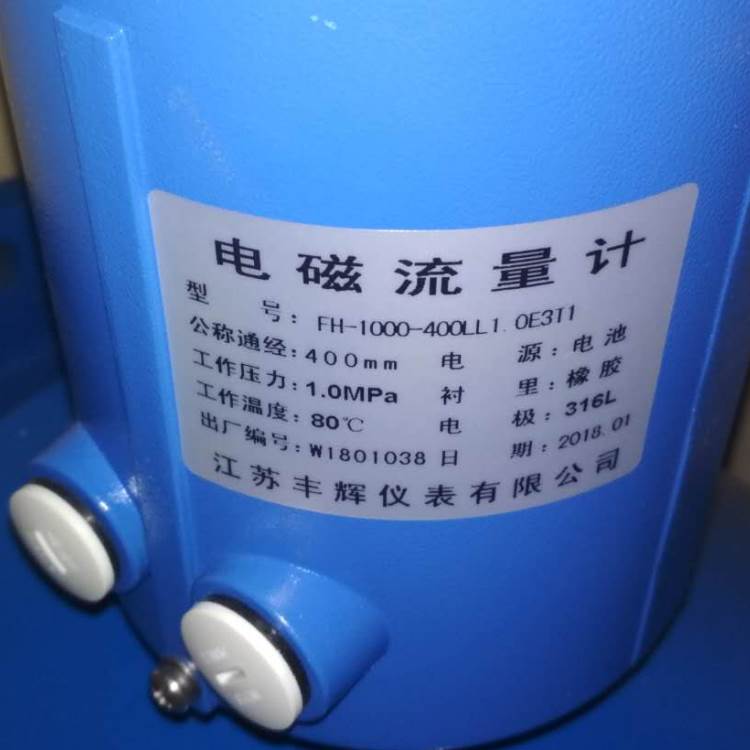 电磁流量计
型 号: FH-1000-400LL1.0E3T1
公称通经: 400mm 电 源: 电池
工作压力: 1.0MPa 衬 里: 橡胶
工作温度: 80℃ 电 极: 316L
出厂编号: W1801038 日 期: 2018.01
江苏丰辉仪表有限公司